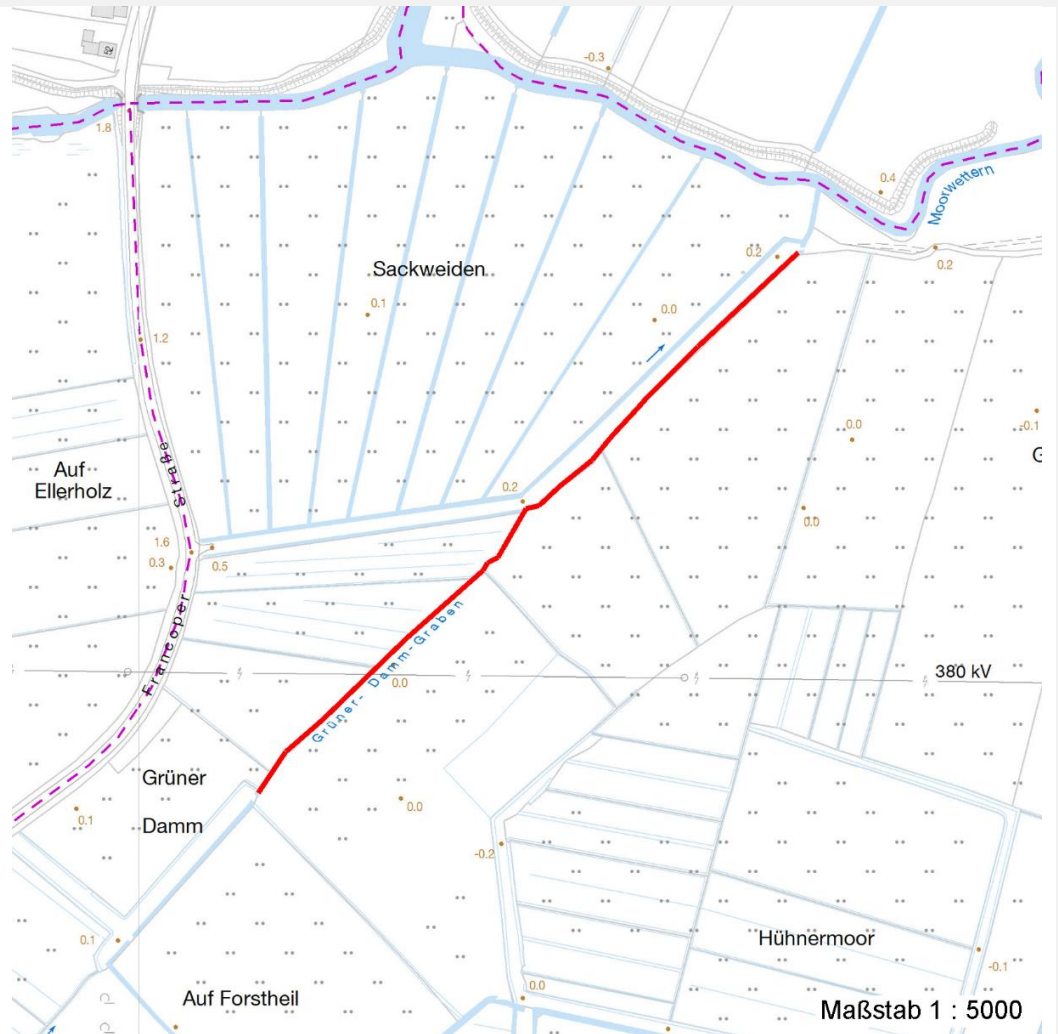 52
-0.3
1.8
0.4
Moorwettern
0.2
0.2
Sackweiden
0.1
0.0
1.2
-0.1
0.0
G
Auf
Ellerholz
Francoper Straße
0.2
0.0
1.6
0.3
0.5
Grüner-Damm-Graben
0.0
380 kV
Grüner
Damm
0.1
0.0
-0.2
0.1
Hühnermoor
-0.1
0.0
Auf Forstheil
Maßstab 1 : 5000